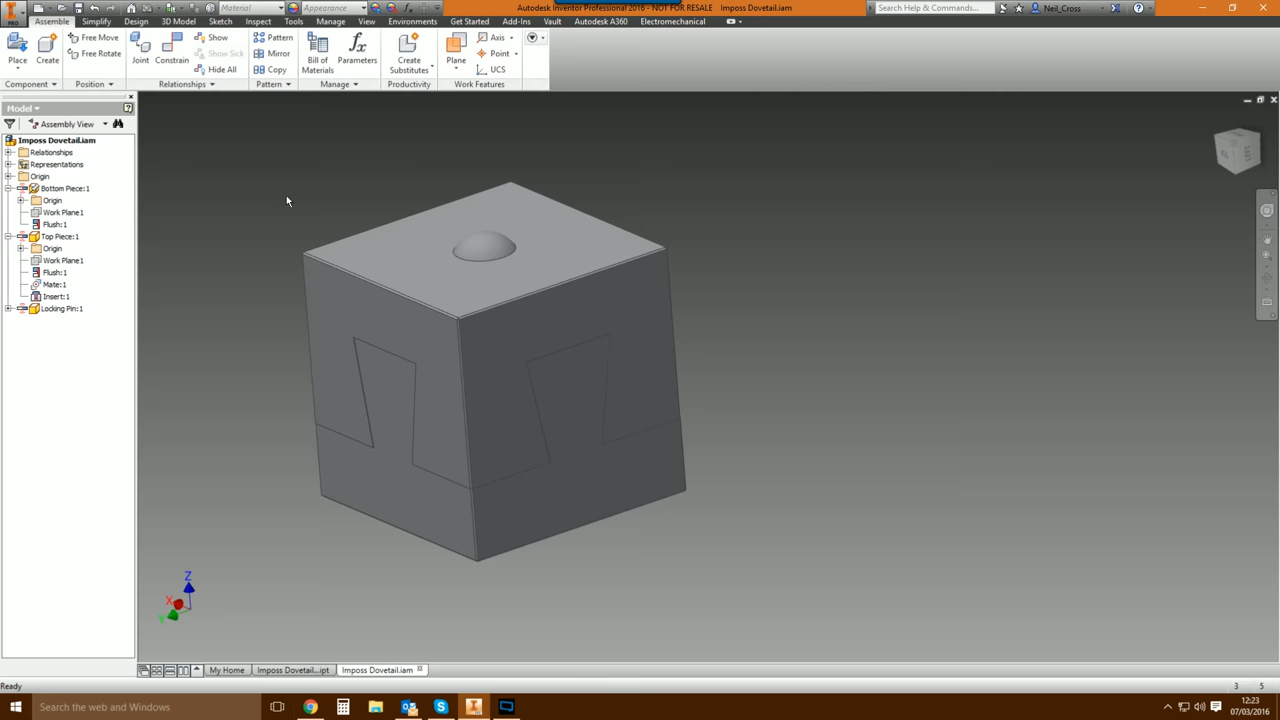 Autodesk Inventor Professional 2016 - NOT FOR RESALE   Imposs Dovetail.iam
Material
Appearance
Search Help & Commands...
Neil_Cross
PRO
Assemble Simplify Design 3D Model Sketch Inspect Tools Manage View Environments Get Started Add-Ins Vault Autodesk A360 Electromechanical
Place
Create
Free Move
Free Rotate
Joint
Constrain
Show
Show Sick
Hide All
Pattern
Mirror
Copy
Bill of
Materials
Parameters
Create
Substitutes
Plane
Axis
Point
UCS
Component
Position
Relationships
Pattern
Manage
Productivity
Work Features
Model
Assembly View
Imposs Dovetail.iam
Relationships
Representations
Origin
Bottom Piece:1
Origin
Work Plane1
Flush:1
Top Piece:1
Origin
Work Plane1
Flush:1
Mate:1
Insert:1
Locking Pin:1
Z
X
Y
My Home
Imposs Dovetail...ipt
Imposs Dovetail.iam
Ready
3
5
Search the web and Windows
12:23
07/03/2016